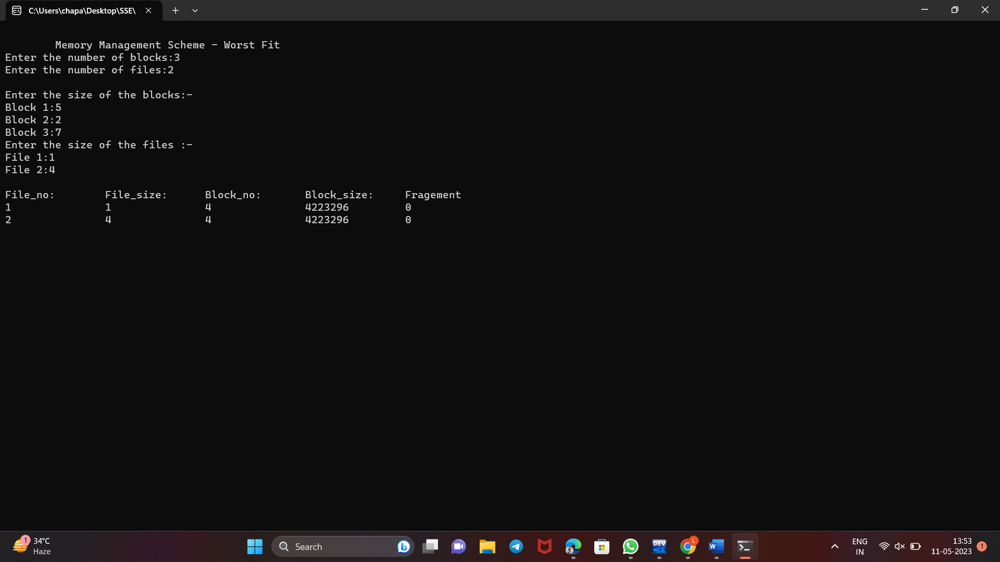 C:\Users\chapa\Desktop\SSE\
Memory Management Scheme - Worst Fit
Enter the number of blocks:3
Enter the number of files:2
Enter the size of the blocks:-
Block 1:5
Block 2:2
Block 3:7
Enter the size of the files :-
File 1:1
File 2:4
File_no: File_size: Block_no: Block_size: Fragement
1 1 4 4223296 0
2 4 4 4223296 0
1 34°C
Haze
Search
DEV
C++
L
W
ENG
IN
13:53
11-05-2023
1